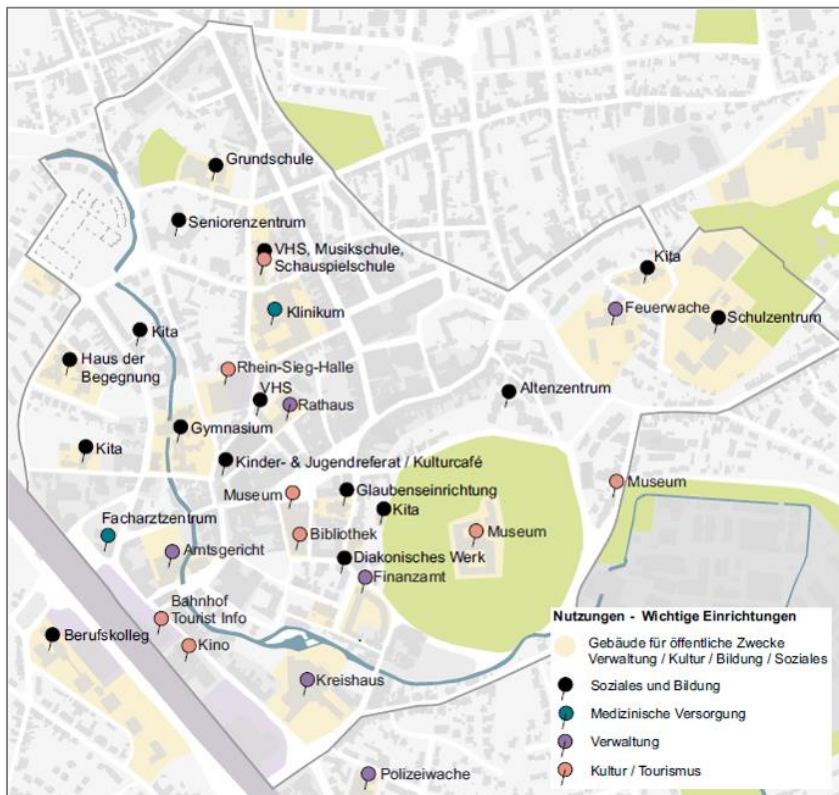 Grundschule
Seniorenzentrum
VHS, Musikschule,
Schauspielschule
Kita
Klinikum
Feuerwache
Schulzentrum
Kita
Haus der
Begegnung
Rhein-Sieg-Halle
VHS
Rathaus
Altenzentrum
Gymnasium
Kita
Kinder- & Jugendreferat / Kulturcafé
Museum
Glaubenseinrichtung
Kita
Museum
Facharztzentrum
Bibliothek
Museum
Amtsgericht
Diakonisches Werk
Finanzamt
Bahnhof
Tourist Info
Berufskolleg
Kino
Kreishaus
Polizeiwache
Nutzungen - Wichtige Einrichtungen
Gebäude für öffentliche Zwecke
Verwaltung / Kultur / Bildung / Soziales
Soziales und Bildung
Medizinische Versorgung
Verwaltung
Kultur / Tourismus